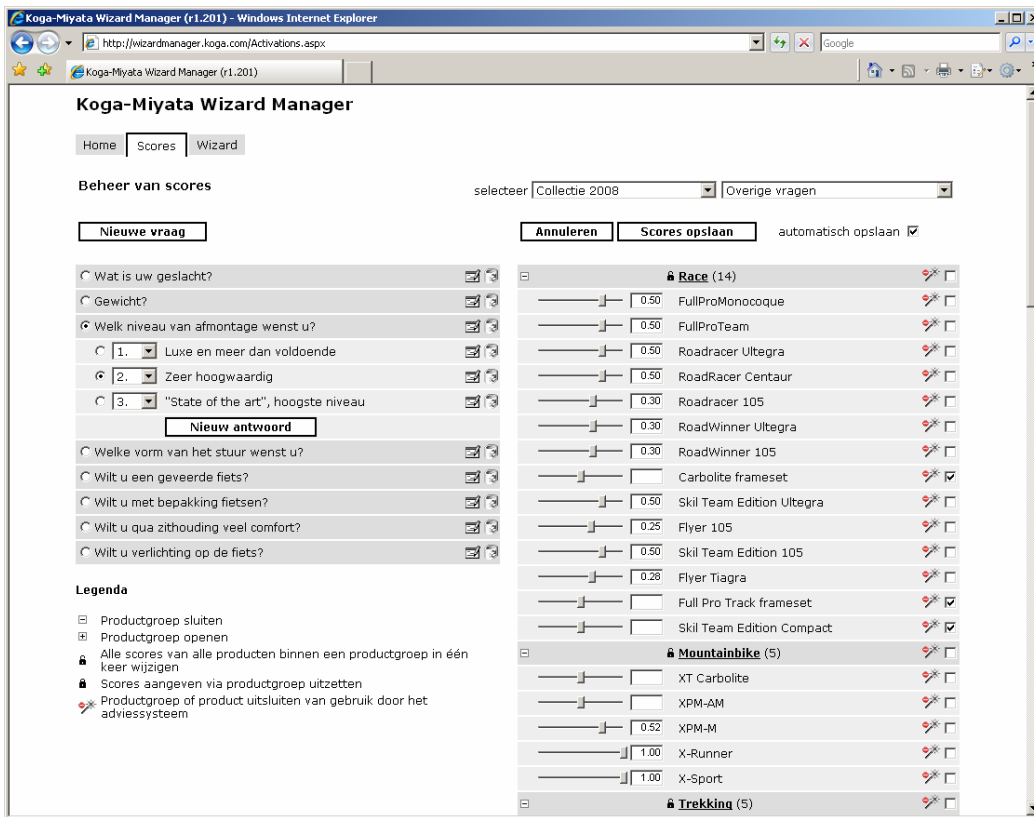 Koga-Miyata Wizard Manager (r1.201) - Windows Internet Explorer
http://wizardmanager.koga.com/Activations.aspx
Google
Koga-Miyata Wizard Manager (r1.201)
Koga-Miyata Wizard Manager
Home Scores Wizard
Beheer van scores
selecteer Collectie 2008 Overige vragen
Nieuwe vraag
Annuleren Scores opslaan automatisch opslaan
Wat is uw geslacht?
Gewicht?
Welk niveau van afmontage wenst u?
1. Luxe en meer dan voldoende
2. Zeer hoogwaardig
3. "State of the art", hoogste niveau
Nieuw antwoord
Welke vorm van het stuur wenst u?
Wilt u een geveerde fiets?
Wilt u met bepakking fietsen?
Wilt u qua zithouding veel comfort?
Wilt u verlichting op de fiets?
Legenda
Productgroep sluiten
Productgroep openen
Alle scores van alle producten binnen een productgroep in één
keer wijzigen
Scores aangeven via productgroep uitzetten
Productgroep of product uitsluiten van gebruik door het
adviessysteem
Race (14)
0.50 FullProMonocoque
0.50 FullProTeam
0.50 Roadracer Ultegra
0.50 RoadRacer Centaur
0.30 Roadracer 105
0.30 RoadWinner Ultegra
0.30 RoadWinner 105
Carbolite frameset
0.50 Skil Team Edition Ultegra
0.25 Flyer 105
0.50 Skil Team Edition 105
0.28 Flyer Tiagra
Full Pro Track frameset
Skil Team Edition Compact
Mountainbike (5)
XT Carbolite
XPM-AM
0.52 XPM-M
1.00 X-Runner
1.00 X-Sport
Trekking (5)